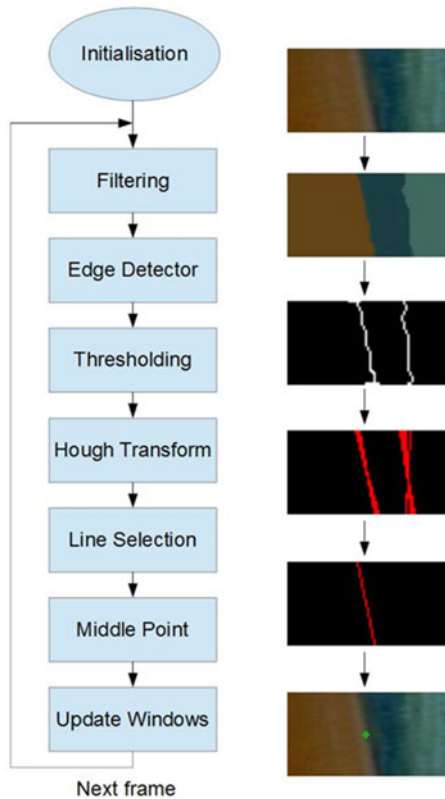 Initialisation
Filtering
Edge Detector
Thresholding
Hough Transform
Line Selection
Middle Point
Update Windows
Next frame